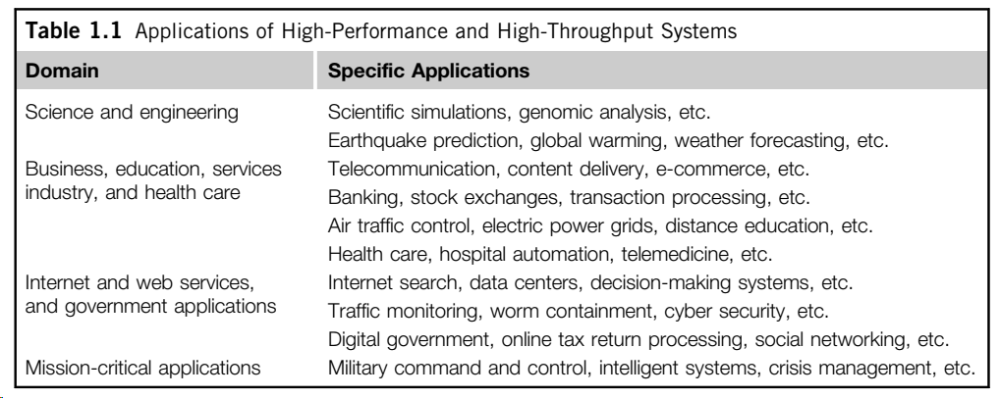 Table 1.1 Applications of High-Performance and High-Throughput Systems
Domain Specific Applications
Science and engineering Scientific simulations, genomic analysis, etc.
Earthquake prediction, global warming, weather forecasting, etc.
Business, education, services Telecommunication, content delivery, e-commerce, etc.
industry, and health care Banking, stock exchanges, transaction processing, etc.
Air traffic control, electric power grids, distance education, etc.
Health care, hospital automation, telemedicine, etc.
Internet and web services, Internet search, data centers, decision-making systems, etc.
and government applications Traffic monitoring, worm containment, cyber security, etc.
Digital government, online tax return processing, social networking, etc.
Mission-critical applications Military command and control, intelligent systems, crisis management, etc.